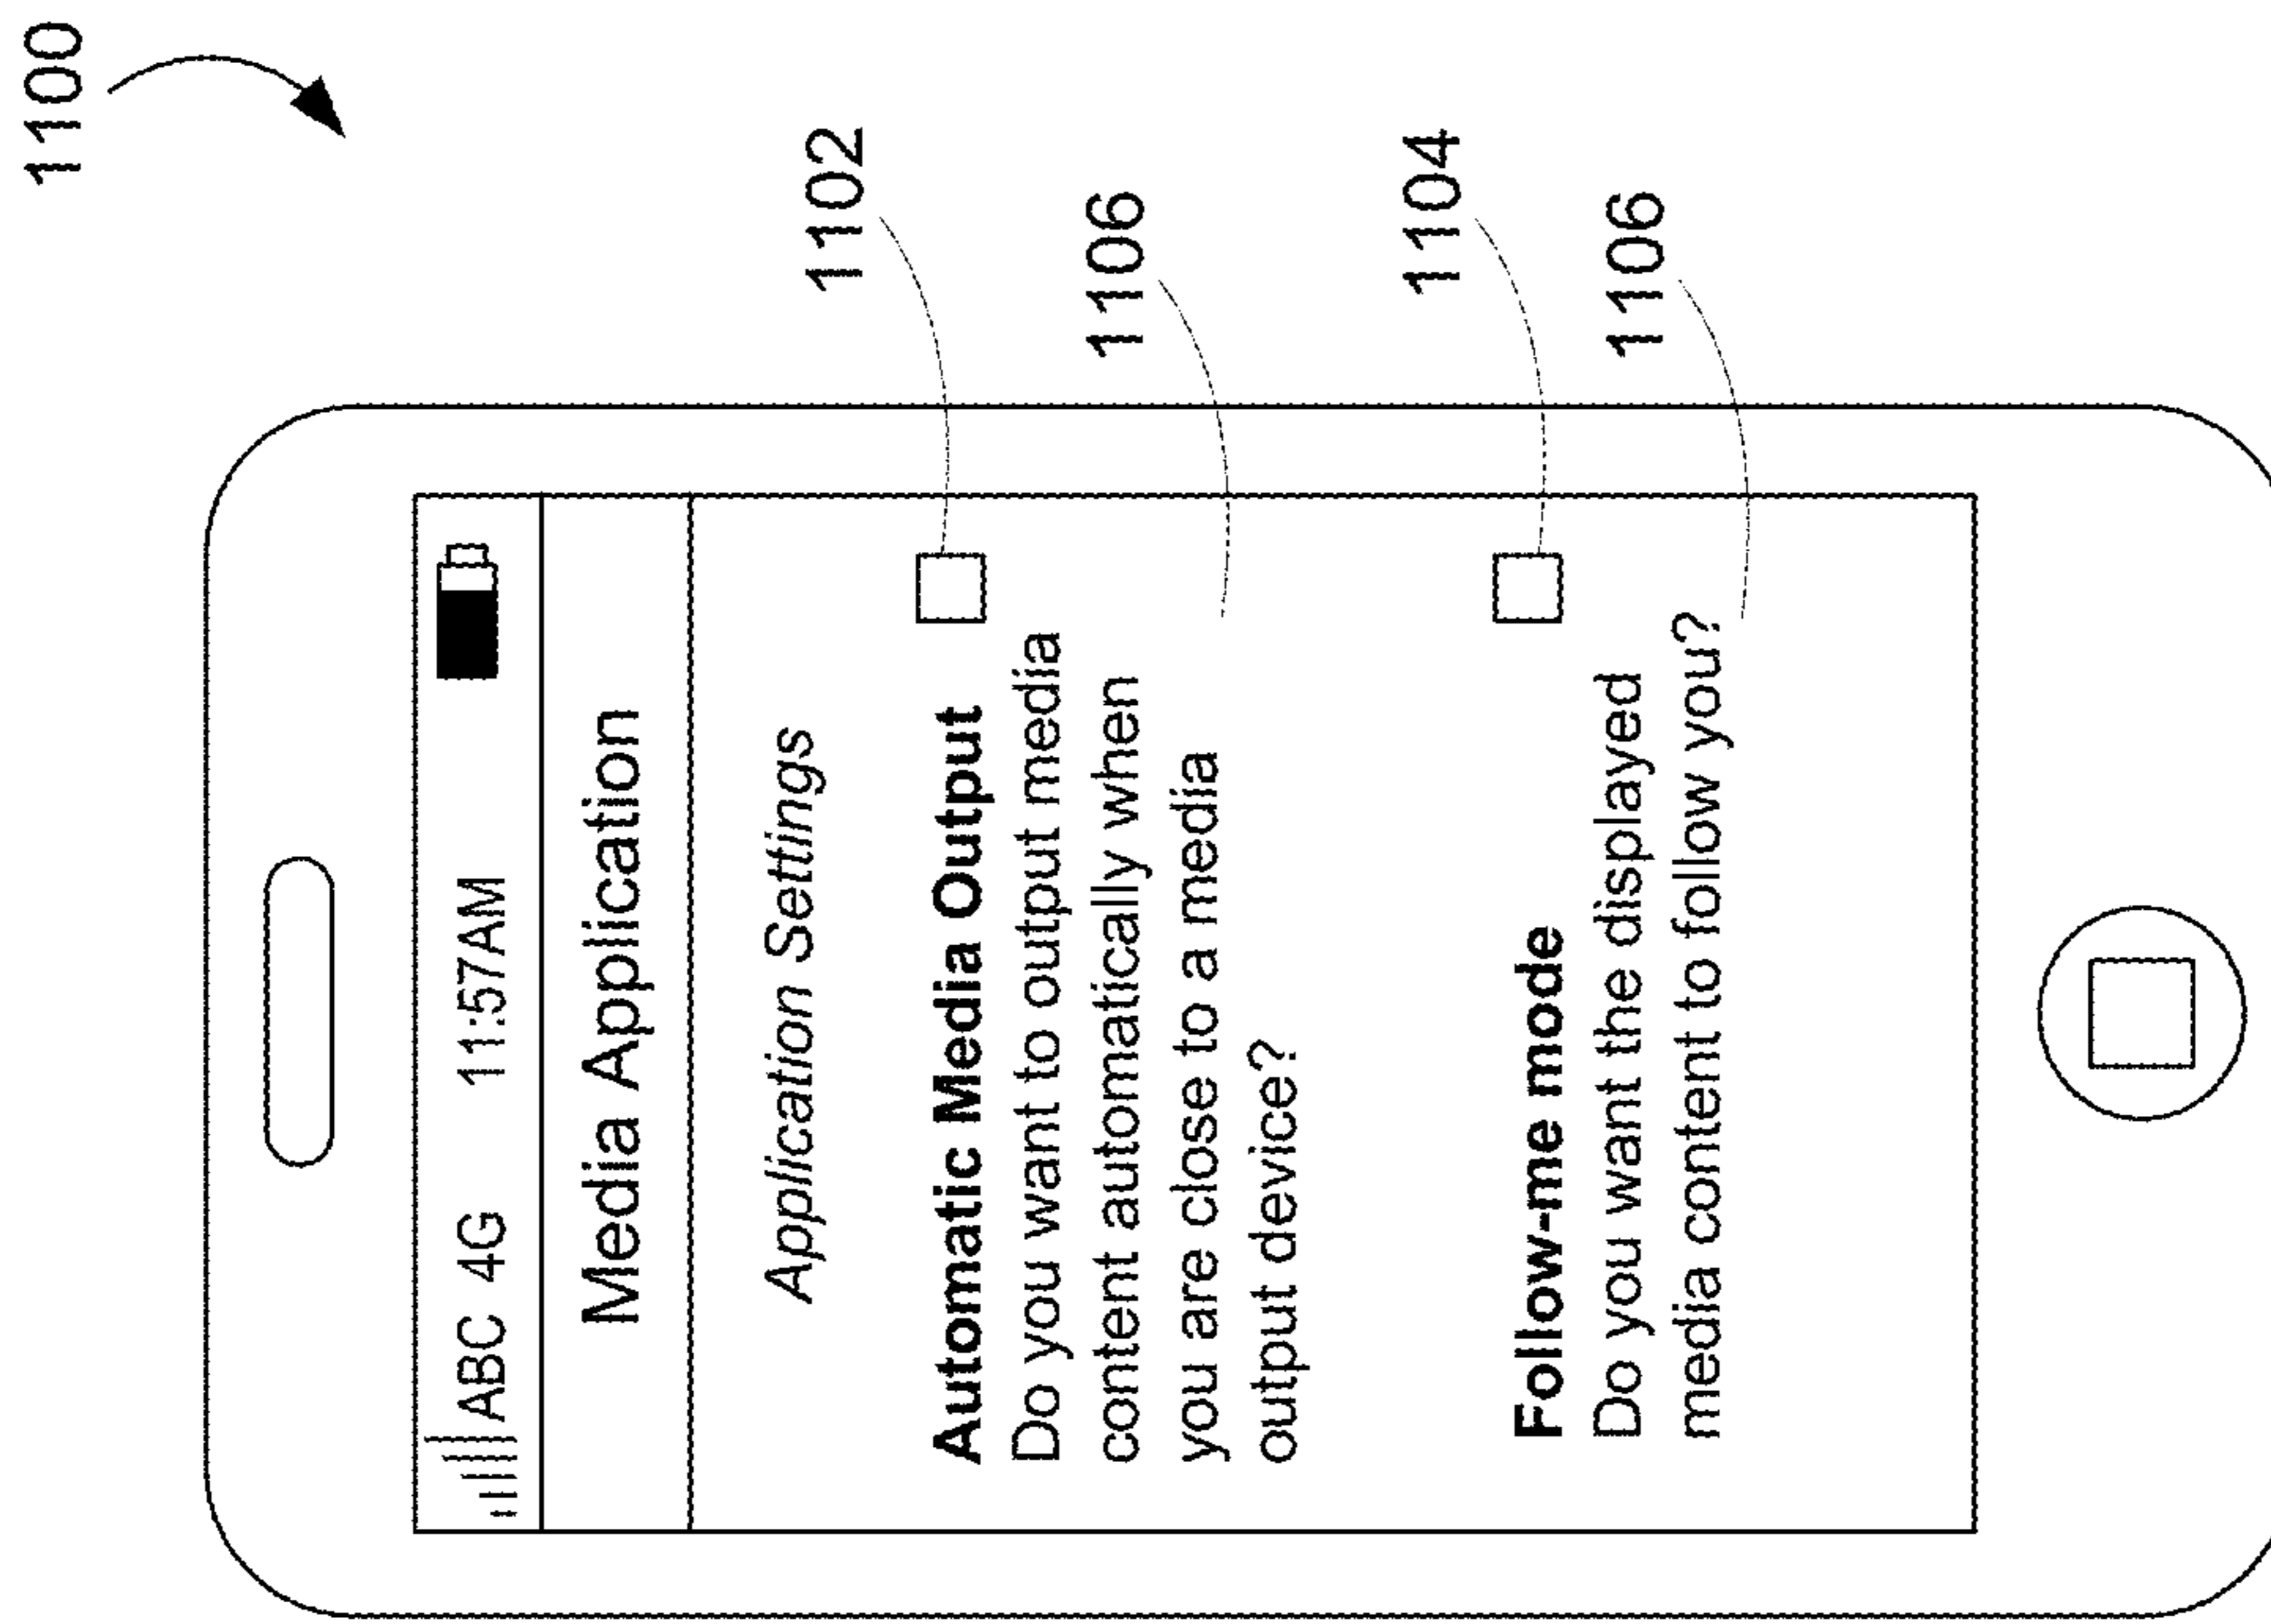 1100
ABC 4G 11:57AM
Media Application
Application Settings
1102
Automatic Media Output
Do you want to output media
content automatically when
1106
you are close to a media
output device?
1104
Follow-me mode
Do you want the displayed
1106
media content to follow you?